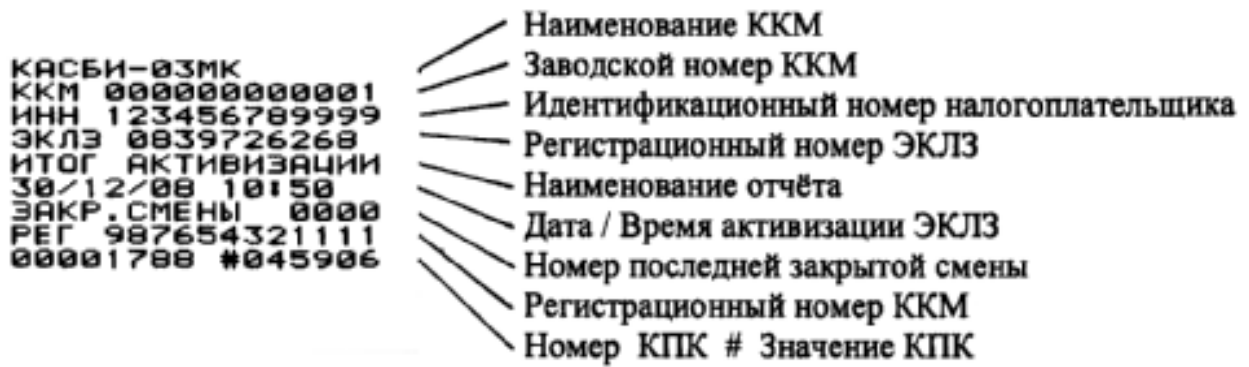 КАСБИ-03МК
ККМ 000000000001
ИНН 123456789999
ЭКЛЗ 0839726268
ИТОГ АКТИВИЗАЦИИ
30/12/08 10:50
ЗАКР.СМЕНЫ 0000
РЕГ 987654321111
00001788 #045906
Наименование ККМ
Заводской номер ККМ
Идентификационный номер налогоплательщика
Регистрационный номер ЭКЛЗ
Наименование отчёта
Дата / Время активизации ЭКЛЗ
Номер последней закрытой смены
Регистрационный номер ККМ
Номер КПК # Значение КПК